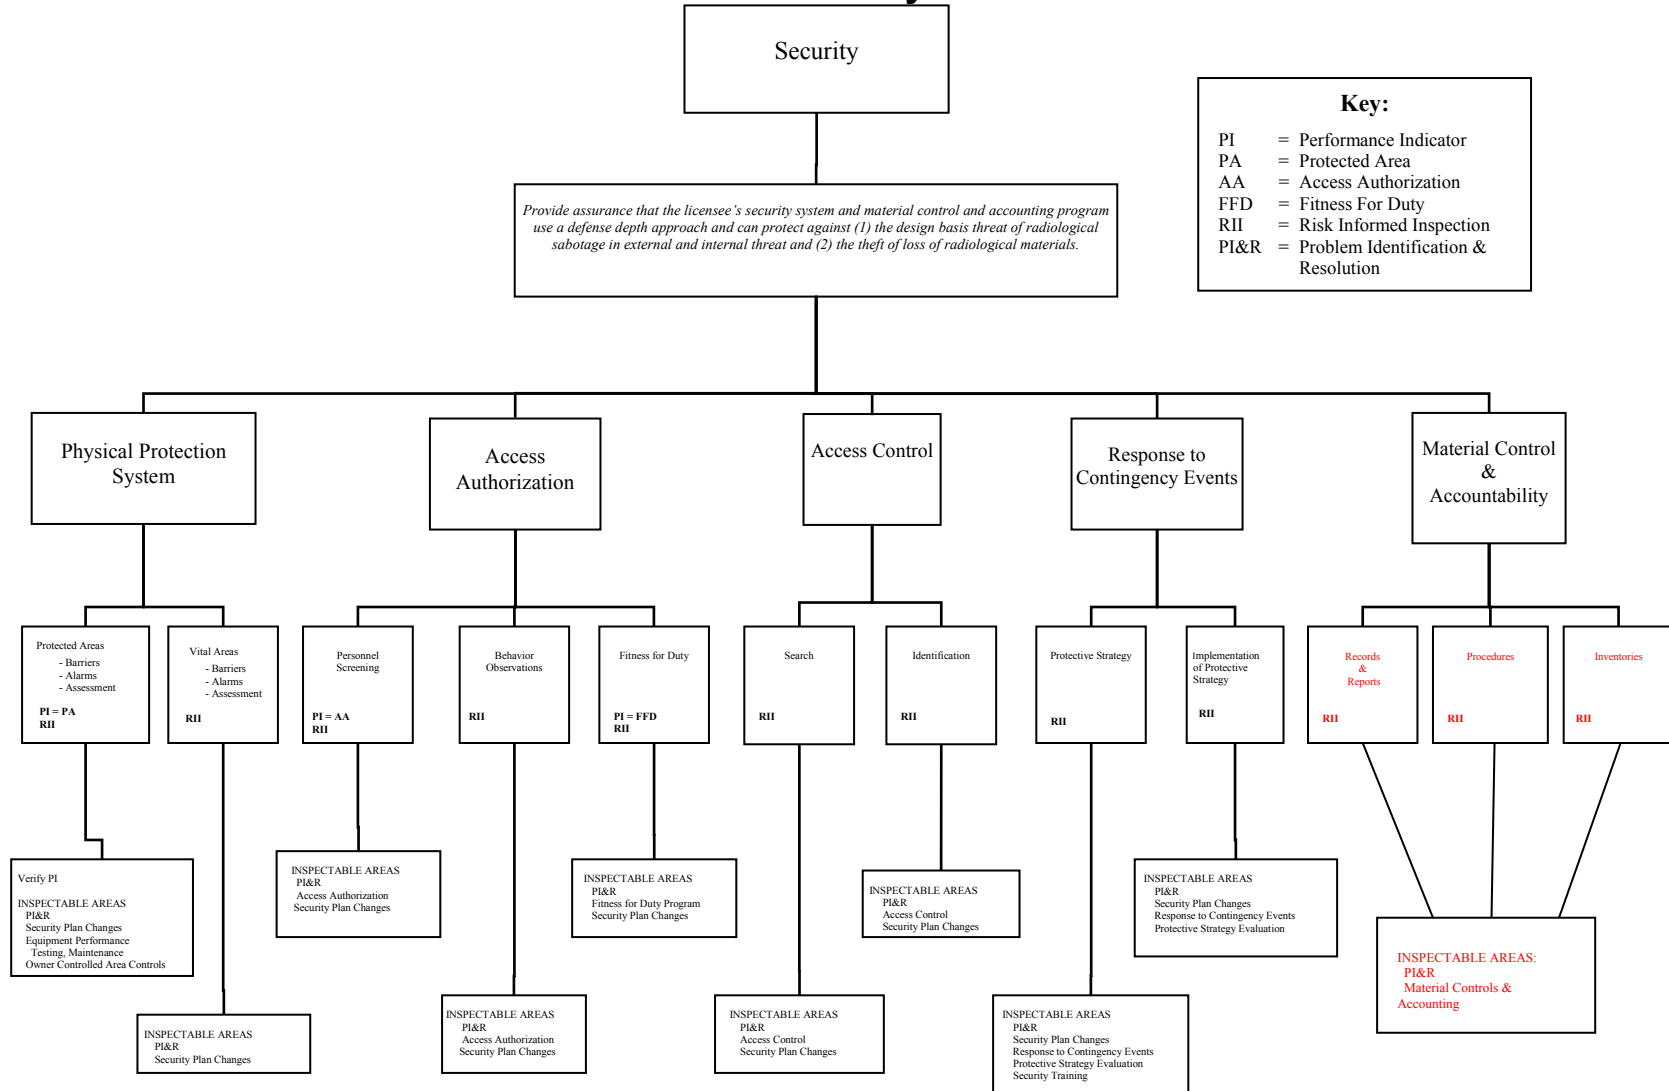 Security
Key:
PI = Performance Indicator
PA = Protected Area
AA = Access Authorization
FFD = Fitness For Duty
RII = Risk Informed Inspection
PI&R = Problem Identification &
Resolution
Provide assurance that the licensee's security system and material control and accounting program
use a defense depth approach and can protect against (1) the design basis threat of radiological
sabotage in external and internal threat and (2) the theft of loss of radiological materials.
Physical Protection
System
Access
Authorization
Access Control
Response to
Contingency Events
Material Control
&
Accountability
Protected Areas
- Barriers
- Alarms
- Assessment
PI = PA
RII
Vital Areas
- Barriers
- Alarms
- Assessment
RII
Personnel
Screening
PI = AA
RII
Behavior
Observations
RII
Fitness for Duty
PI = FFD
RII
Search
RII
Identification
RII
Protective Strategy
RII
Implementation
of Protective
Strategy
RII
Records
&
Reports
RII
Procedures
RII
Inventories
RII
Verify PI
INSPECTABLE AREAS
PI&R
Security Plan Changes
Equipment Performance
Testing, Maintenance
Owner Controlled Area Controls
INSPECTABLE AREAS
PI&R
Security Plan Changes
INSPECTABLE AREAS
PI&R
Access Authorization
Security Plan Changes
INSPECTABLE AREAS
PI&R
Access Authorization
Security Plan Changes
INSPECTABLE AREAS
PI&R
Fitness for Duty Program
Security Plan Changes
INSPECTABLE AREAS
PI&R
Access Control
Security Plan Changes
INSPECTABLE AREAS
PI&R
Access Control
Security Plan Changes
INSPECTABLE AREAS
PI&R
Security Plan Changes
Response to Contingency Events
Protective Strategy Evaluation
Security Training
INSPECTABLE AREAS
PI&R
Security Plan Changes
Response to Contingency Events
Protective Strategy Evaluation
INSPECTABLE AREAS:
PI&R
Material Controls &
Accounting